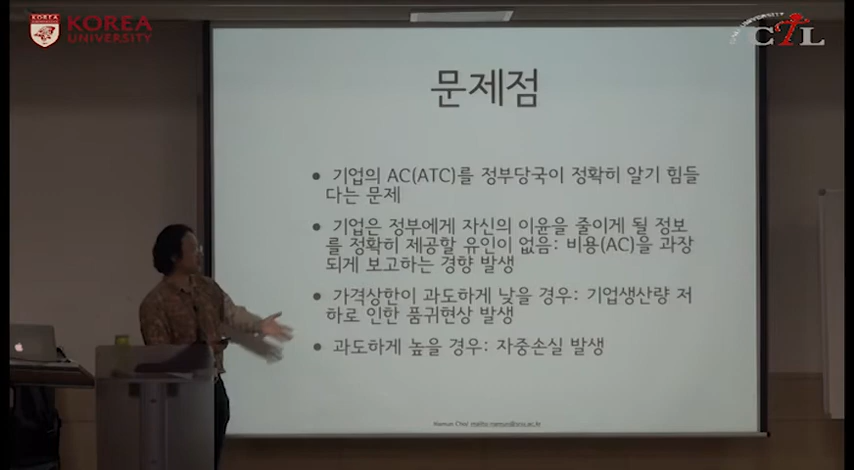 KOREA
UNIVERSITY
CTL
문제점
기업의 AC(ATC)를 정부당국이 정확히 알기 힘들
다는 문제
기업은 정부에게 자신의 이윤을 줄이게 될 정보
를 정확히 제공할 유인이 없음: 비용(AC)을 과장
되게 보고하는 경향 발생
가격상한이 과도하게 낮을 경우: 기업생산량 저
하로 인한 품귀현상 발생
과도하게 높을 경우: 자중손실 발생